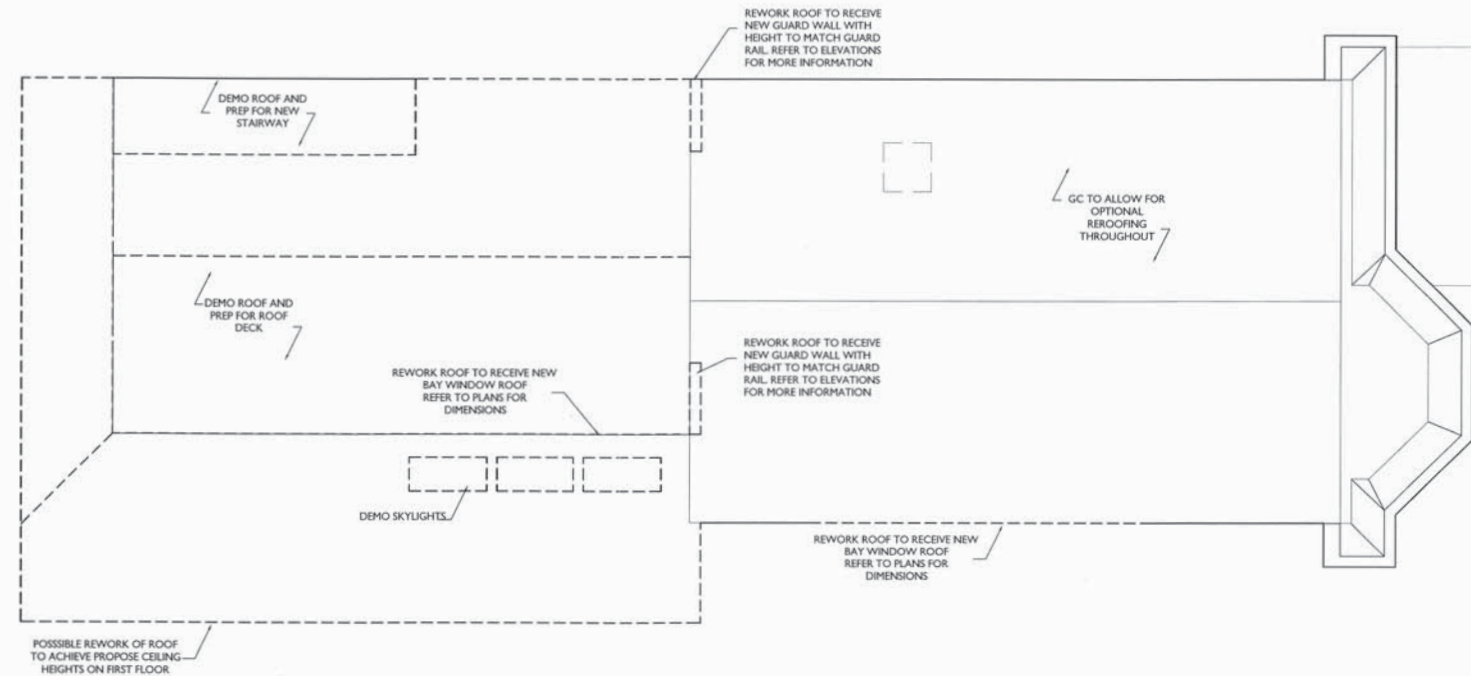 REWORK ROOF TO RECEIVE
NEW GUARD WALL WITH
HEIGHT TO MATCH GUARD
RAIL. REFER TO ELEVATIONS
FOR MORE INFORMATION
DEMO ROOF AND
PREP FOR NEW
STAIRWAY
GC TO ALLOW FOR
OPTIONAL
REROOFING
THROUGHOUT
DEMO ROOF AND
PREP FOR ROOF
DECK
REWORK ROOF TO RECEIVE
NEW GUARD WALL WITH
HEIGHT TO MATCH GUARD
RAIL. REFER TO ELEVATIONS
FOR MORE INFORMATION
REWORK ROOF TO RECEIVE NEW
BAY WINDOW ROOF
REFER TO PLANS FOR
DIMENSIONS
DEMO SKYLIGHTS
REWORK ROOF TO RECEIVE NEW
BAY WINDOW ROOF
REFER TO PLANS FOR
DIMENSIONS
POSSSIBLE REWORK OF ROOF
TO ACHIEVE PROPOSE CEILING
HEIGHTS ON FIRST FLOOR